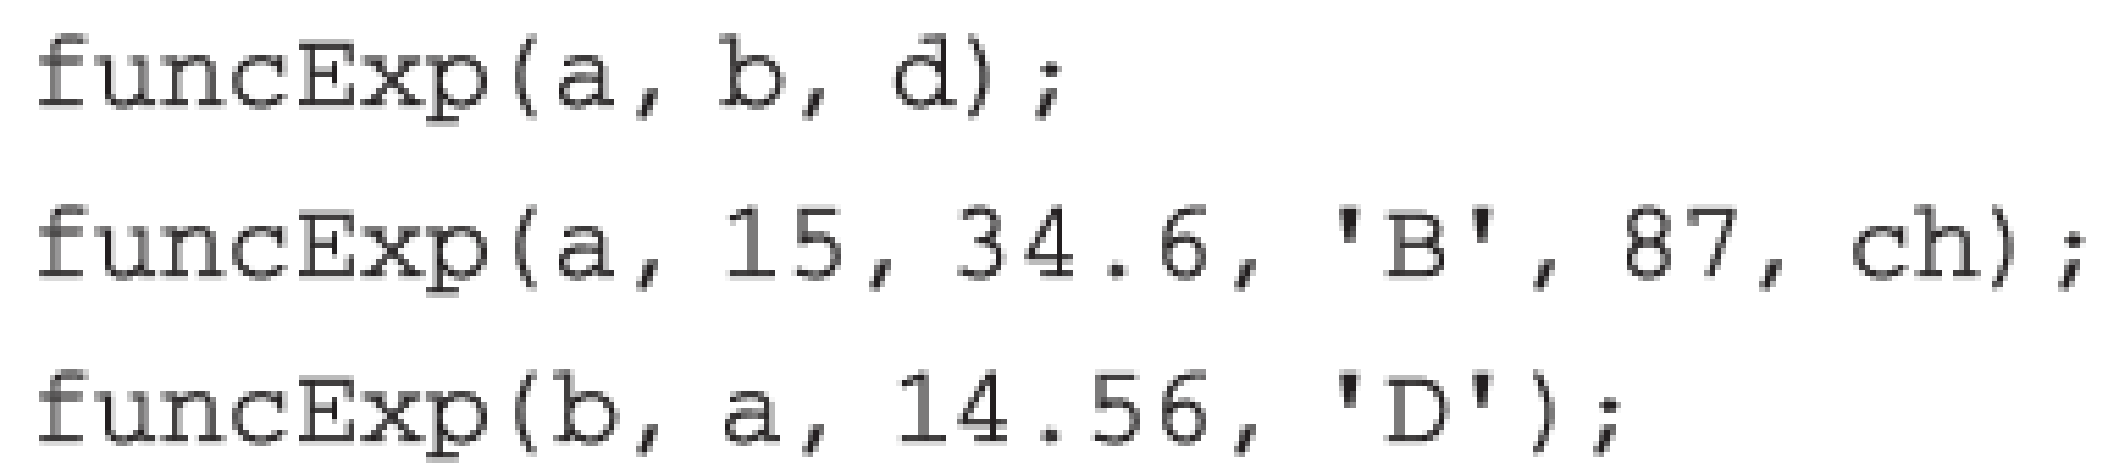 funcExp(a, b, d);
funcExp(a, 15, 34.6, 'B', 87, ch);
funcExp(b, a, 14.56, 'D');